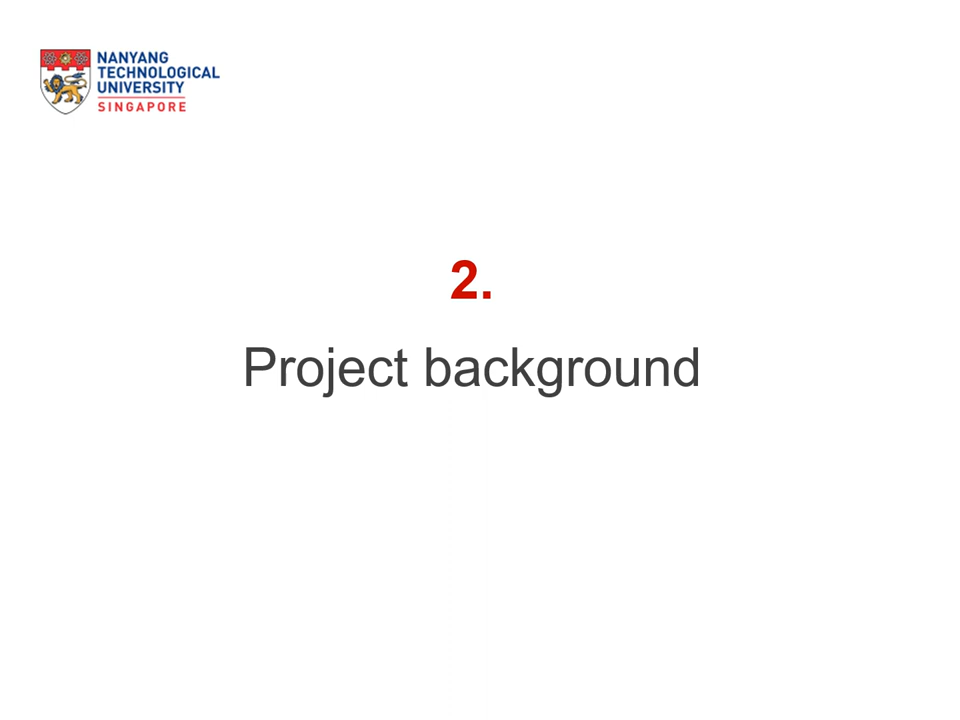 NANYANG
TECHNOLOGICAL
UNIVERSITY
SINGAPORE
2.
Project background